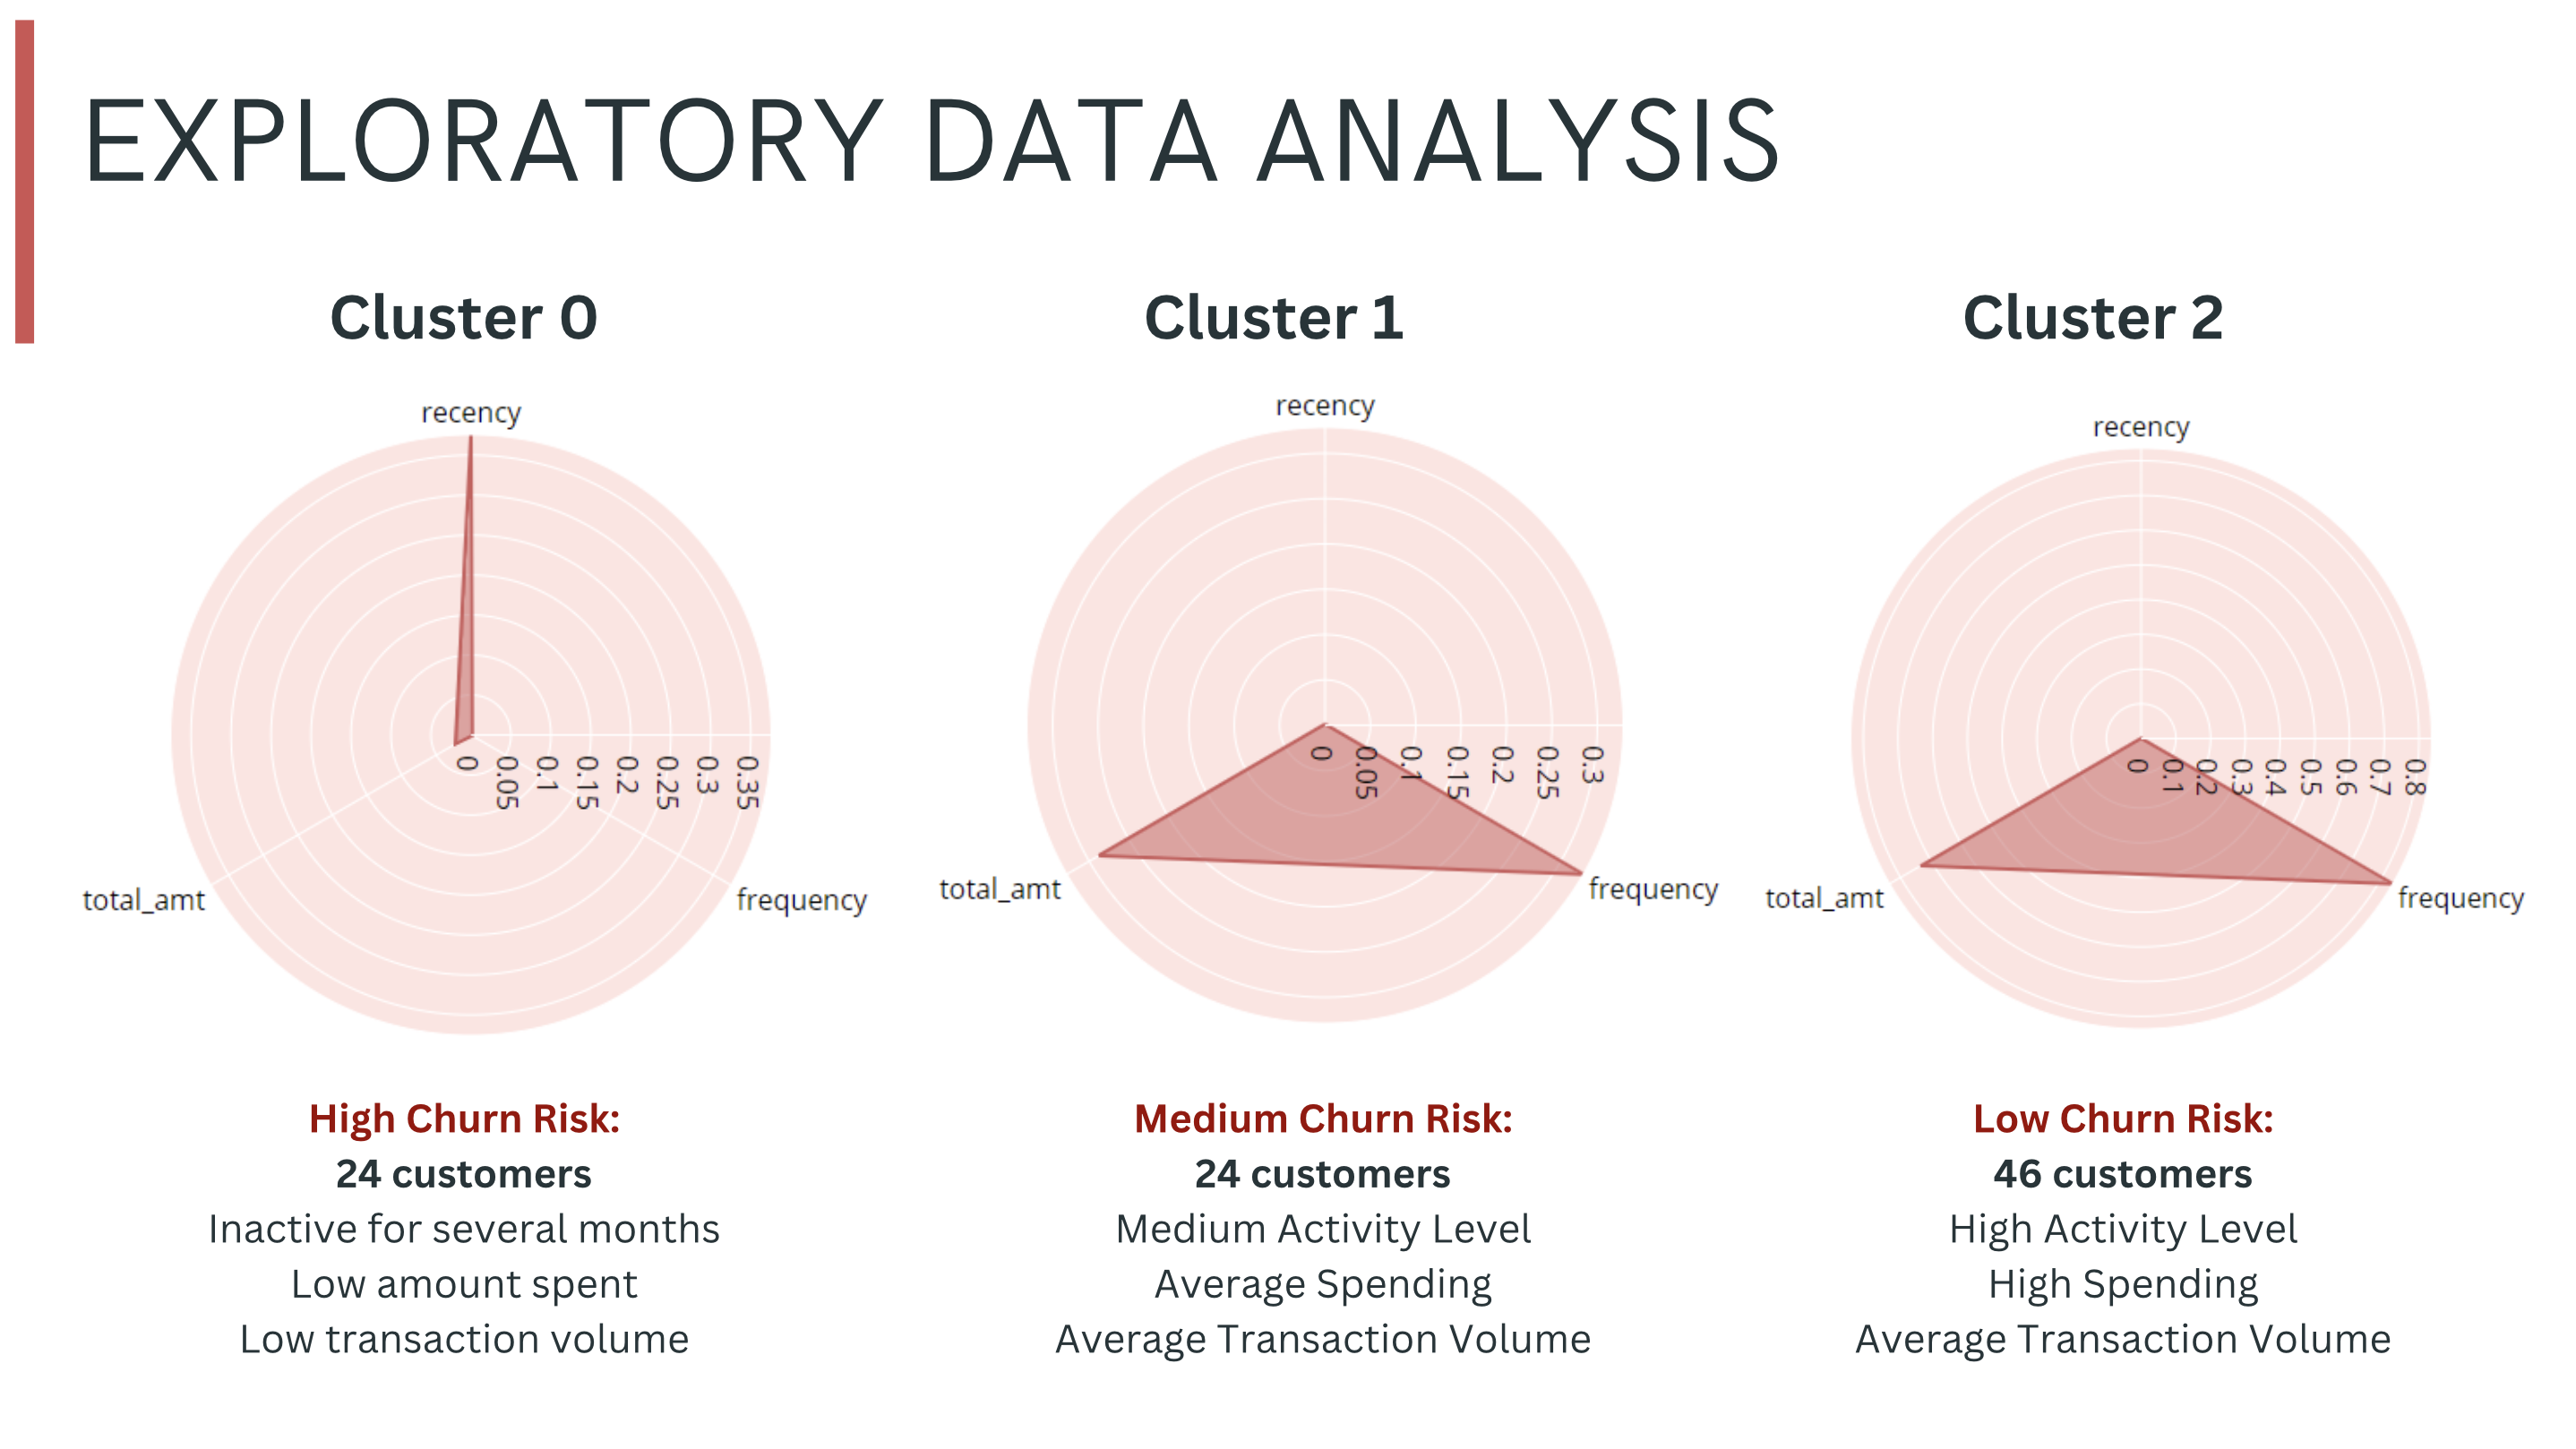 EXPLORATORY DATA ANALYSIS
Cluster 0
recency
0
0.05
0.1
0.15
0.2
0.25
0.3
0.35
total_amt
frequency
High Churn Risk:
24 customers
Inactive for several months
Low amount spent
Low transaction volume
Cluster 1
recency
0
0.05
0.1
0.15
0.2
0.25
0.3
total_amt
frequency
Medium Churn Risk:
24 customers
Medium Activity Level
Average Spending
Average Transaction Volume
Cluster 2
recency
0
0.1
0.2
0.3
0.4
0.5
0.6
0.7
0.8
total_amt
frequency
Low Churn Risk:
46 customers
High Activity Level
High Spending
Average Transaction Volume